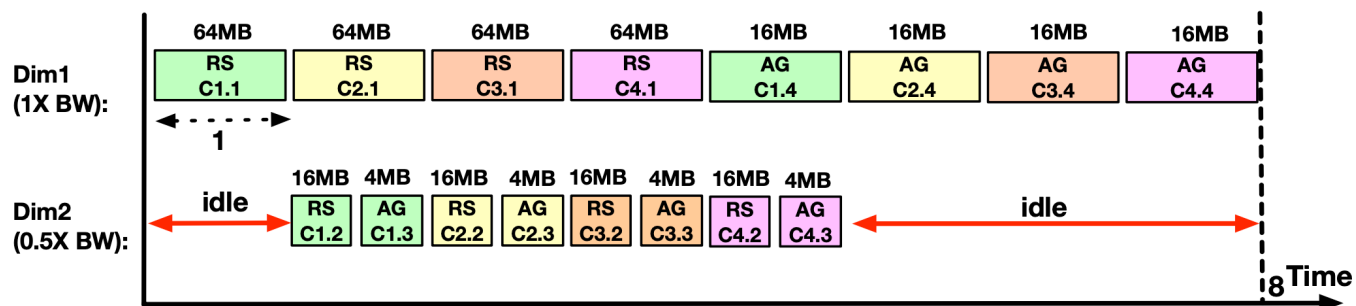 64MB 64MB 64MB 64MB 16MB 16MB 16MB 16MB
Dim1
(1X BW):
RS
C1.1
RS
C2.1
RS
C3.1
RS
C4.1
AG
C1.4
AG
C2.4
AG
C3.4
AG
C4.4
1
16MB 4MB 16MB 4MB 16MB 4MB 16MB 4MB
Dim2
(0.5X BW):
idle
RS
C1.2
AG
C1.3
RS
C2.2
AG
C2.3
RS
C3.2
AG
C3.3
RS
C4.2
AG
C4.3
idle
8 Time